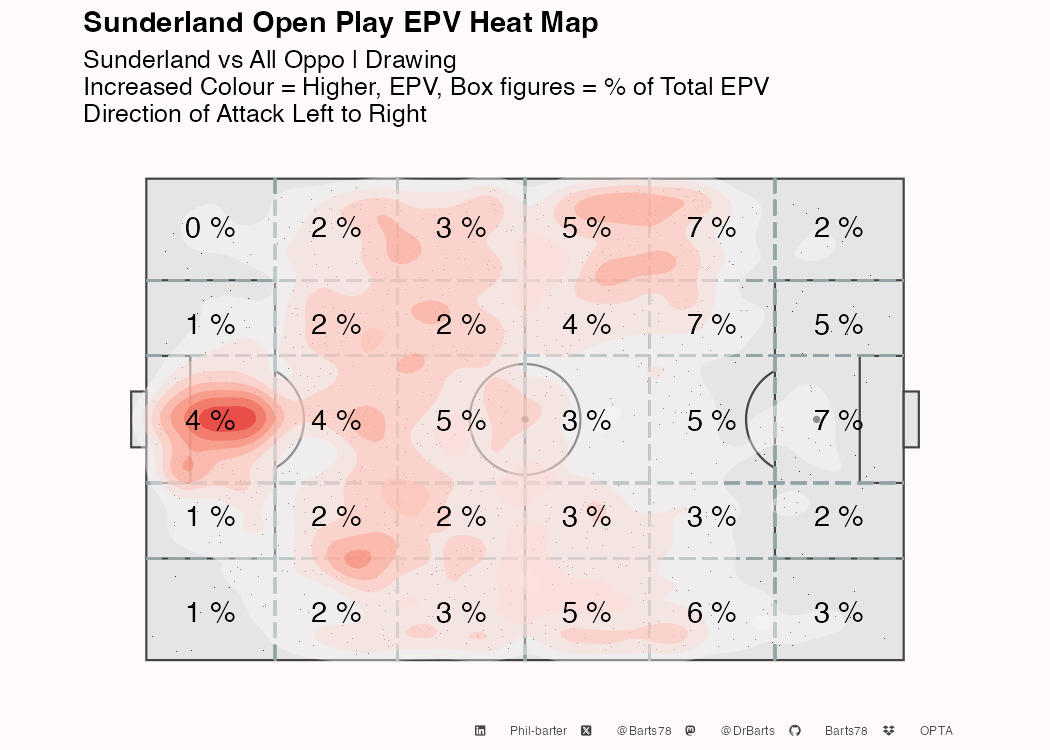 Sunderland Open Play EPV Heat Map
Sunderland vs All Oppo | Drawing
Increased Colour = Higher, EPV, Box figures = % of Total EPV
Direction of Attack Left to Right
0 % 2 % 3 % 5 % 7 % 2 %
1 % 2 % 2 % 4 % 7 % 5 %
4 % 4 % 5 % 3 % 5 % 7 %
1 % 2 % 2 % 3 % 3 % 2 %
1 % 2 % 3 % 5 % 6 % 3 %
Phil-barter @Barts78 @DrBarts Barts78 OPTA